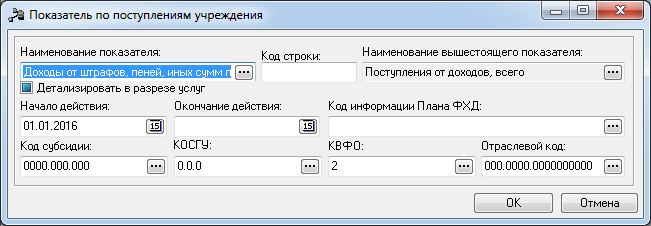 Показатель по поступлениям учреждения
Наименование показателя: Код строки: Наименование вышестоящего показателя:
Доходы от штрафов, пеней, иных сумм п ... Поступления от доходов, всего ...
Детализировать в разрезе услуг
Начало действия: Окончание действия: Код информации Плана ФХД:
01.01.2016 15 15 ...
Код субсидии: КОСГУ: КВФО: Отраслевой код:
0000.000.000 ... 0.0.0 ... 2 ... 000.0000.0000000000 ...
OK Отмена